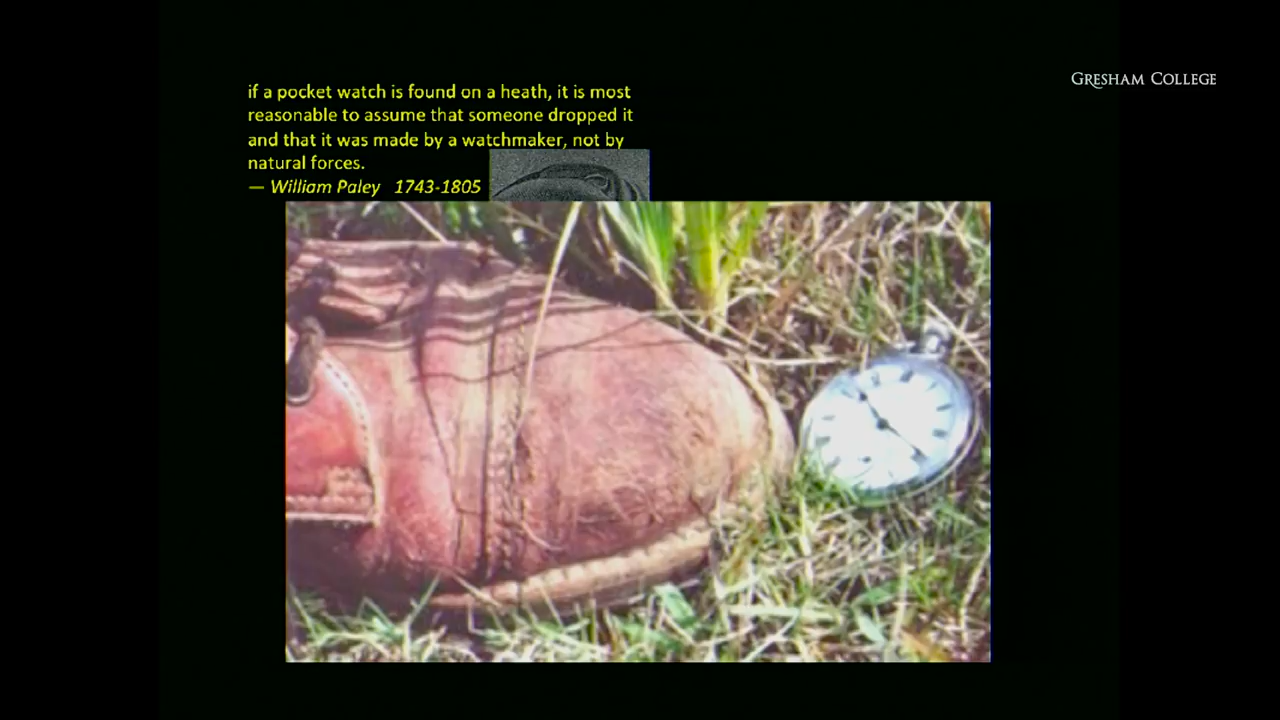 GRESHAM COLLEGE
if a pocket watch is found on a heath, it is most
reasonable to assume that someone dropped it
and that it was made by a watchmaker, not by
natural forces.
— William Paley 1743-1805